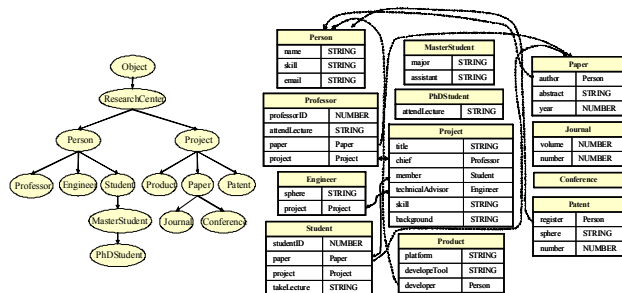 Object
ResearchCenter
Person
Project
Professor
Engineer
Student
Product
Paper
Patent
MasterStudent
Journal
Conference
PhDStudent
Person
name STRING
skill STRING
email STRING
MasterStudent
major STRING
assistant STRING
Paper
author Person
abstract STRING
year NUMBER
Professor
professorID NUMBER
attendLecture STRING
paper Paper
project Project
PhDStudent
attendLecture STRING
Project
title STRING
chief Professor
member Student
technicalAdvisor Engineer
skill STRING
background STRING
Journal
volume NUMBER
number NUMBER
Conference
Engineer
sphere STRING
project Project
Patent
register Person
sphere STRING
number NUMBER
Student
studentID NUMBER
paper Paper
project Project
takeLecture STRING
Product
platform STRING
developeTool STRING
developer Person